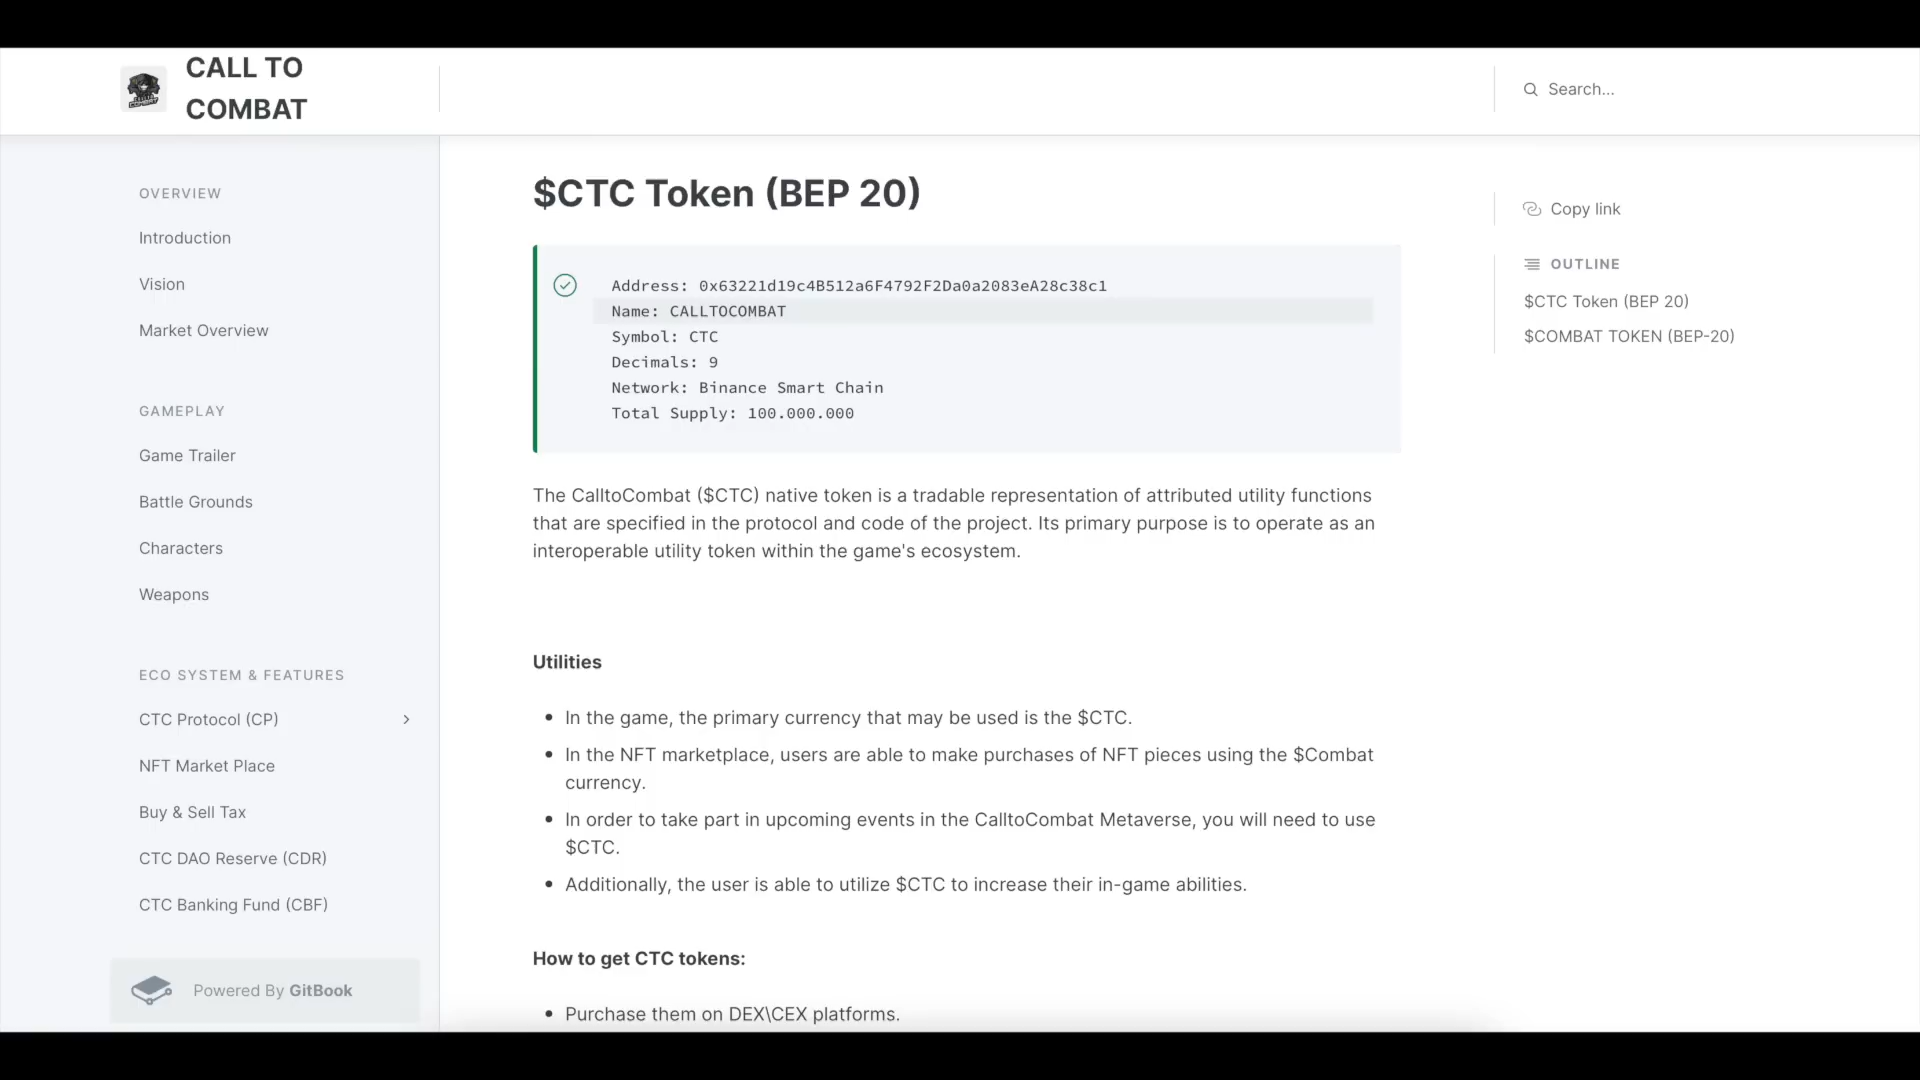 CALL TO
COMBAT
Search...
OVERVIEW
Introduction
Vision
Market Overview
GAMEPLAY
Game Trailer
Battle Grounds
Characters
Weapons
ECO SYSTEM & FEATURES
CTC Protocol (CP)
NFT Market Place
Buy & Sell Tax
CTC DAO Reserve (CDR)
CTC Banking Fund (CBF)
Powered By GitBook
$CTC Token (BEP 20)
Address: 0x63221d19c4B512a6F4792F2Da0a2083eA28c38c1
Name: CALLTOCOMBAT
Symbol: CTC
Decimals: 9
Network: Binance Smart Chain
Total Supply: 100.000.000
The CalltoCombat ($CTC) native token is a tradable representation of attributed utility functions
that are specified in the protocol and code of the project. Its primary purpose is to operate as an
interoperable utility token within the game's ecosystem.
Utilities
• In the game, the primary currency that may be used is the $CTC.
• In the NFT marketplace, users are able to make purchases of NFT pieces using the $Combat
currency.
• In order to take part in upcoming events in the CalltoCombat Metaverse, you will need to use
$CTC.
• Additionally, the user is able to utilize $CTC to increase their in-game abilities.
How to get CTC tokens:
• Purchase them on DEX\CEX platforms.
Copy link
OUTLINE
$CTC Token (BEP 20)
$COMBAT TOKEN (BEP-20)